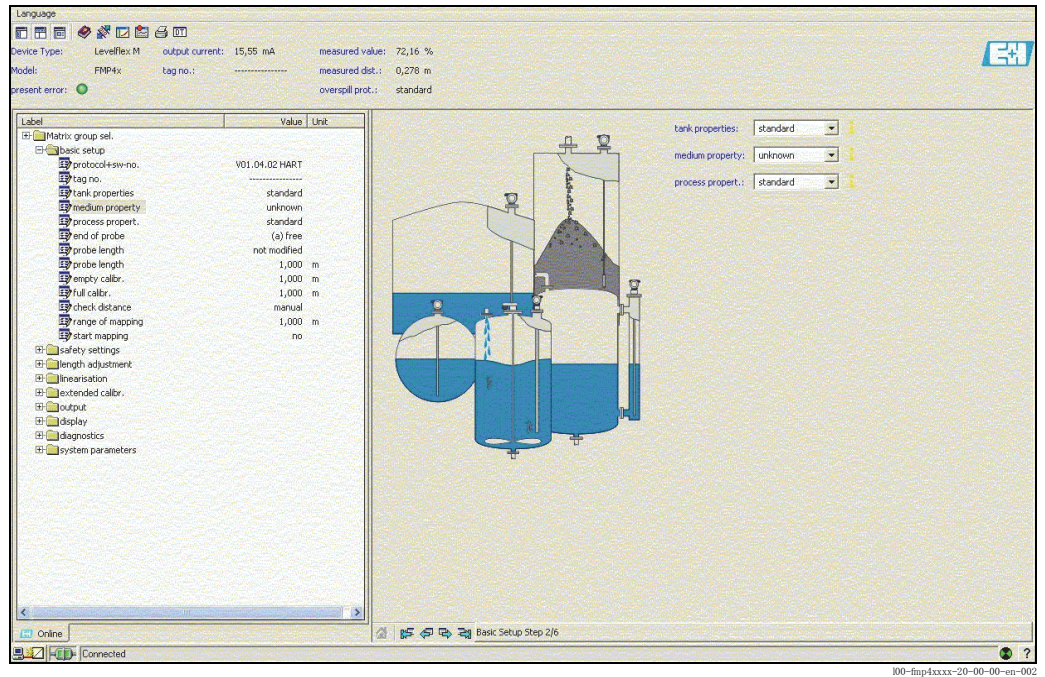 Language
Device Type: Levelflex M output current: 15,55 mA measured value: 72,16 %
Model: FMP4x tag no.: --------------- measured dist.: 0,278 m
present error: overspill prot.: standard
E+H
Label Value Unit
Matrix group sel.
basic setup
protocol+sw-no. V01.04.02 HART
tag no. ---------------
tank properties standard
medium property unknown
process propert. standard
end of probe (a) free
probe length not modified
probe length 1,000 m
empty calibr. 1,000 m
full calibr. 1,000 m
check distance manual
range of mapping 1,000 m
start mapping no
safety settings
length adjustment
linearisation
extended calibr.
output
display
diagnostics
system parameters
tank properties: standard
medium property: unknown
process propert.: standard
Online
Basic Setup Step 2/6
Connected
?
l00-fmp4xxxx-20-00-00-en-002